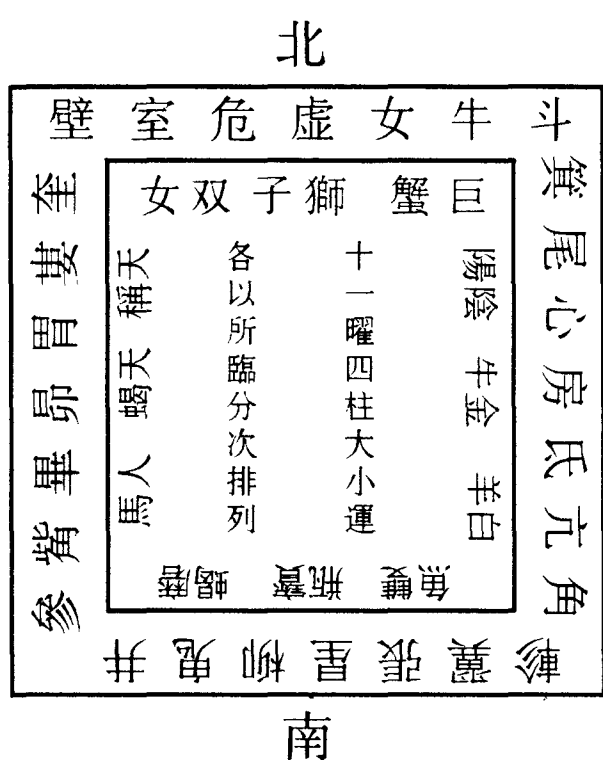 北
斗牛女虚危室壁
奎婁胃昴畢觜參
井鬼柳星張翼軫
角亢氏房心尾箕
巨蟹 獅子 双女
天稱 天蝎 人馬
磨蝎 寶瓶 雙魚
白羊 金牛 陰陽
十一曜四柱大小運
各以所臨分次排列
南